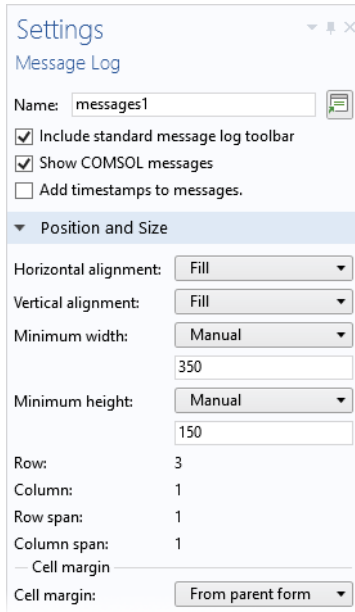 Settings
Message Log
Name: messages1
Include standard message log toolbar
Show COMSOL messages
Add timestamps to messages.
Position and Size
Horizontal alignment: Fill
Vertical alignment: Fill
Minimum width: Manual
350
Minimum height: Manual
150
Row: 3
Column: 1
Row span: 1
Column span: 1
Cell margin
Cell margin: From parent form